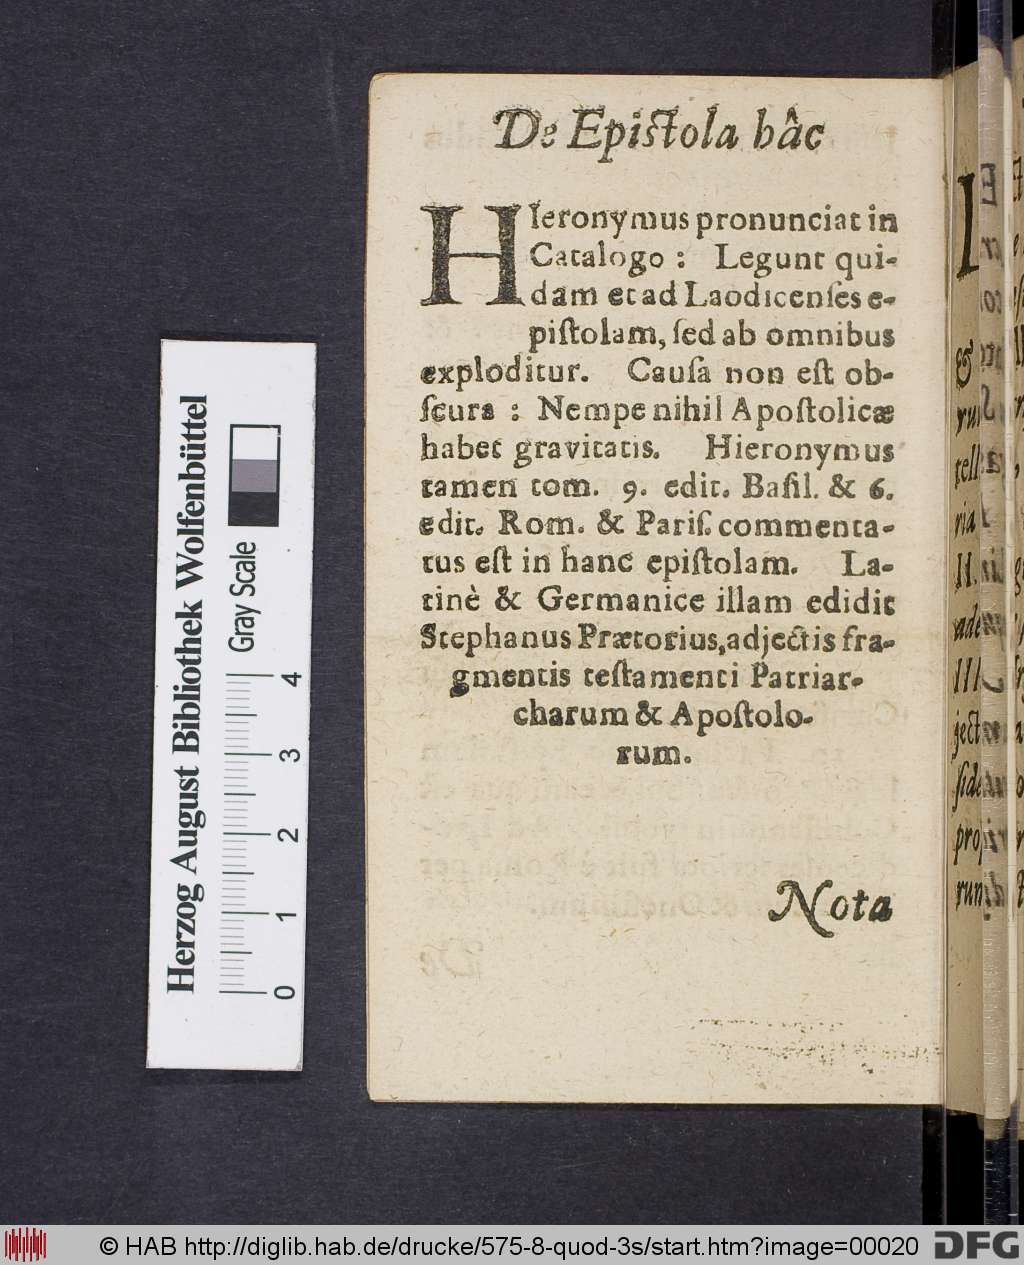 De Epistola hâc
HIeronymus pronunciat in
Catalogo : Legunt qui-
dam et ad Laodicenſes e-
piſtolam, ſed ab omnibus
exploditur. Cauſa non eſt ob-
ſcura : Nempe nihil Apoſtolicæ
habet gravitatis. Hieronymus
tamen tom. 9. edit. Baſil. & 6.
edit. Rom. & Pariſ. commenta-
tus eſt in hanc epiſtolam. La-
tinè & Germanice illam edidit
Stephanus Prætorius, adjectis fra-
gmentis teſtamenti Patriar-
charum & Apoſtolo-
rum.
Nota
Herzog August Bibliothek Wolfenbüttel
Gray Scale
0 1 2 3 4
© HAB http://diglib.hab.de/drucke/575-8-quod-3s/start.htm?image=00020
DFG